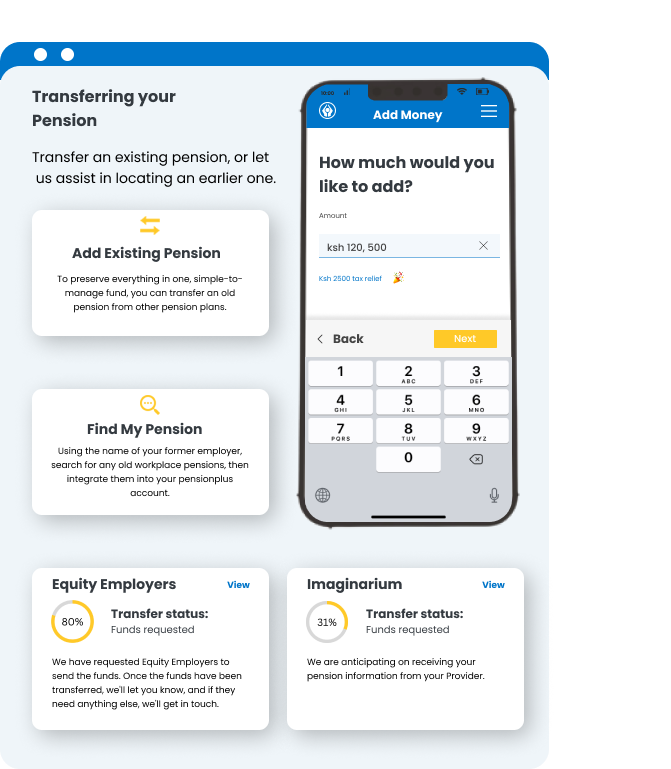 Transferring your
Pension
Transfer an existing pension, or let
us assist in locating an earlier one.
Add Existing Pension
To preserve everything in one, simple-to-
manage fund, you can transfer an old
pension from other pension plans.
Find My Pension
Using the name of your former employer,
search for any old workplace pensions, then
integrate them into your pensionplus
account.
10:00
Add Money
How much would you
like to add?
Amount
ksh 120, 500
Ksh 2500 tax relief
Back
Next
1
2
ABC
3
DEF
4
GHI
5
JKL
6
MNO
7
PQRS
8
TUV
9
WXYZ
0
Equity Employers
View
80%
Transfer status:
Funds requested
We have requested Equity Employers to
send the funds. Once the funds have been
transferred, we'll let you know, and if they
need anything else, we'll get in touch.
Imaginarium
View
31%
Transfer status:
Funds requested
We are anticipating on receiving your
pension information from your Provider.